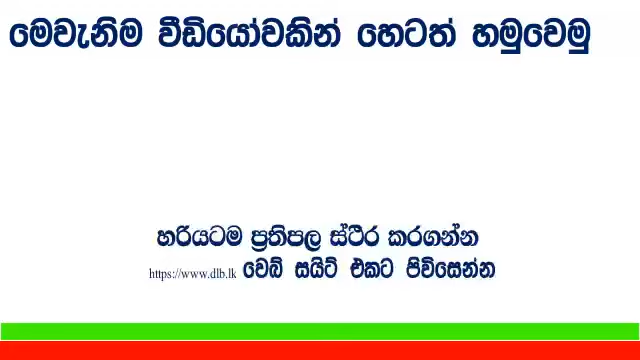 මෙවැනිම වීඩියෝවකින් හෙටත් හමුවෙමු
හරියටම ප්‍රතිපල ස්ථිර කරගන්න
https://www.dlb.lk වෙබ් සයිට් එකට පිවිසෙන්න